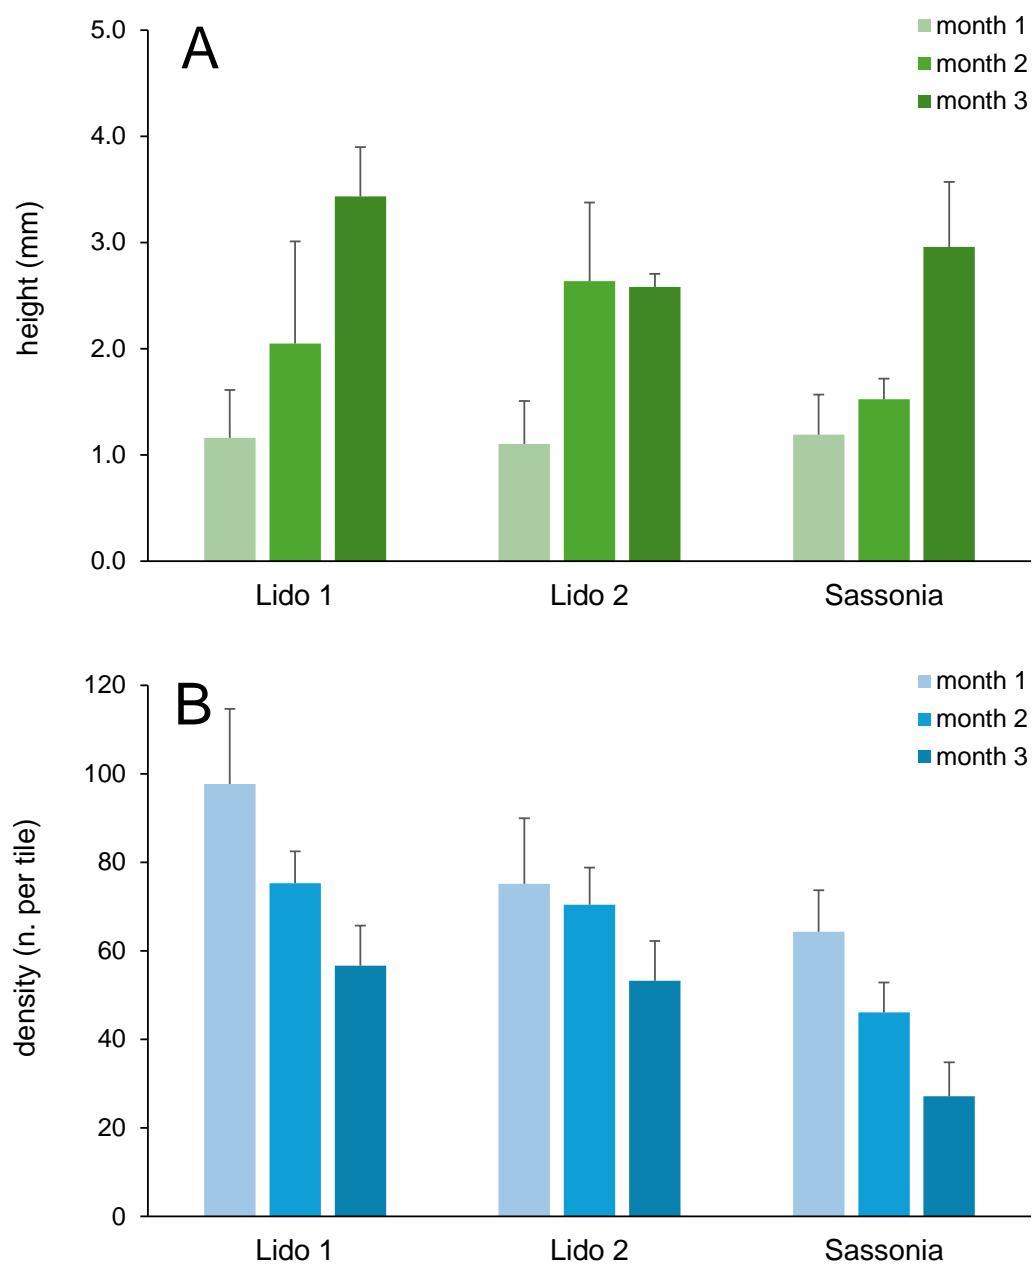 A
month 1
month 2
month 3
5.0
4.0
3.0
2.0
1.0
0.0
height (mm)
Lido 1
Lido 2
Sassonia
B
month 1
month 2
month 3
120
100
80
60
40
20
0
density (n. per tile)
Lido 1
Lido 2
Sassonia